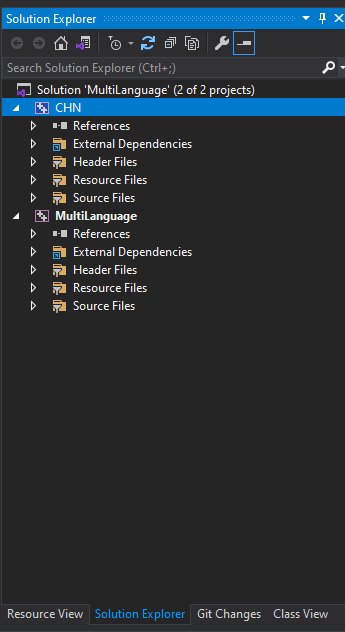 Solution Explorer
Search Solution Explorer (Ctrl+;)
Solution 'MultiLanguage' (2 of 2 projects)
CHN
References
External Dependencies
Header Files
Resource Files
Source Files
MultiLanguage
References
External Dependencies
Header Files
Resource Files
Source Files
Resource View Solution Explorer Git Changes Class View